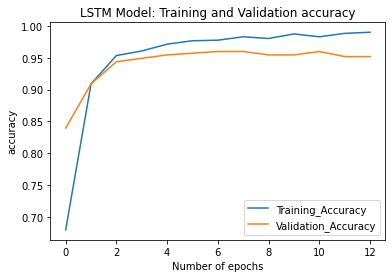 LSTM Model: Training and Validation accuracy
1.00
0.95
0.90
0.85
0.80
0.75
0.70
accuracy
Training_Accuracy
Validation_Accuracy
0 2 4 6 8 10 12
Number of epochs